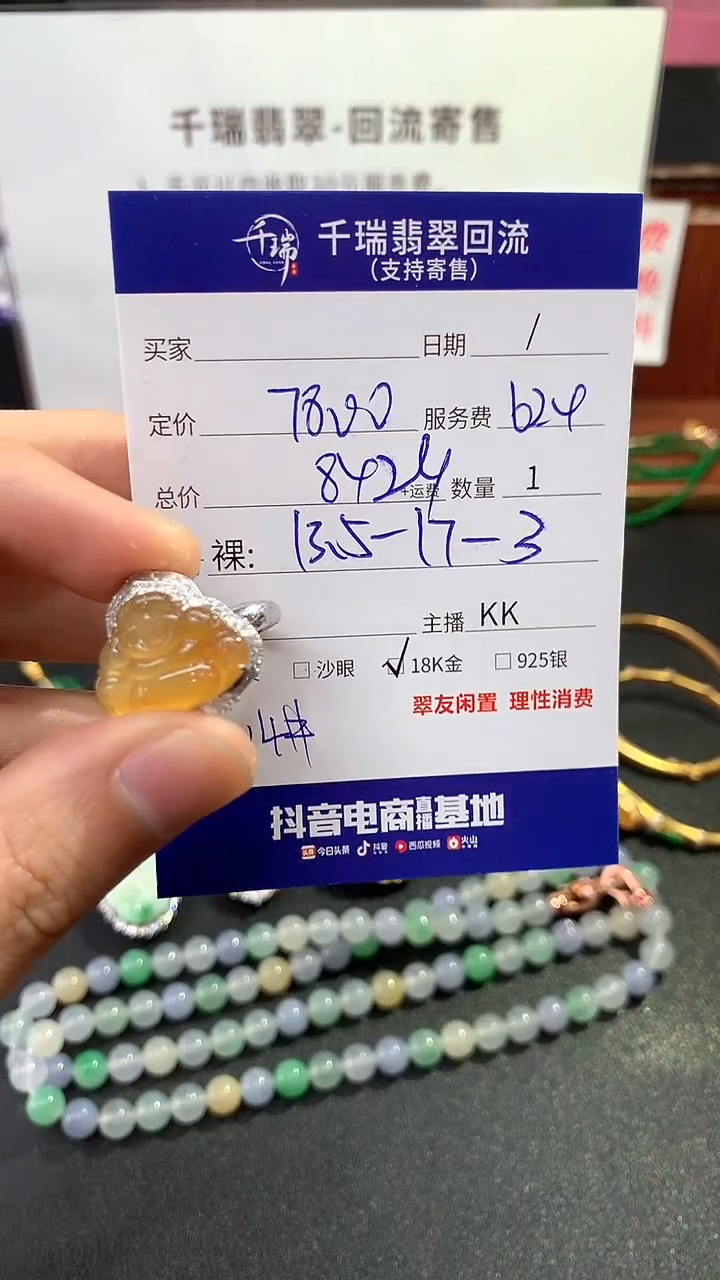 千瑞翡翠-回流寄售
千瑞 千瑞翡翠回流
(支持寄售)
买家 日期 /
定价 7800 服务费 624
总价 8424 +运费 数量 1
裸: 13.5-17-3
主播 KK
沙眼 18K金 925银
翠友闲置 理性消费
14#
抖音电商直播基地
头条 今日头条 抖音 西瓜视频 火山